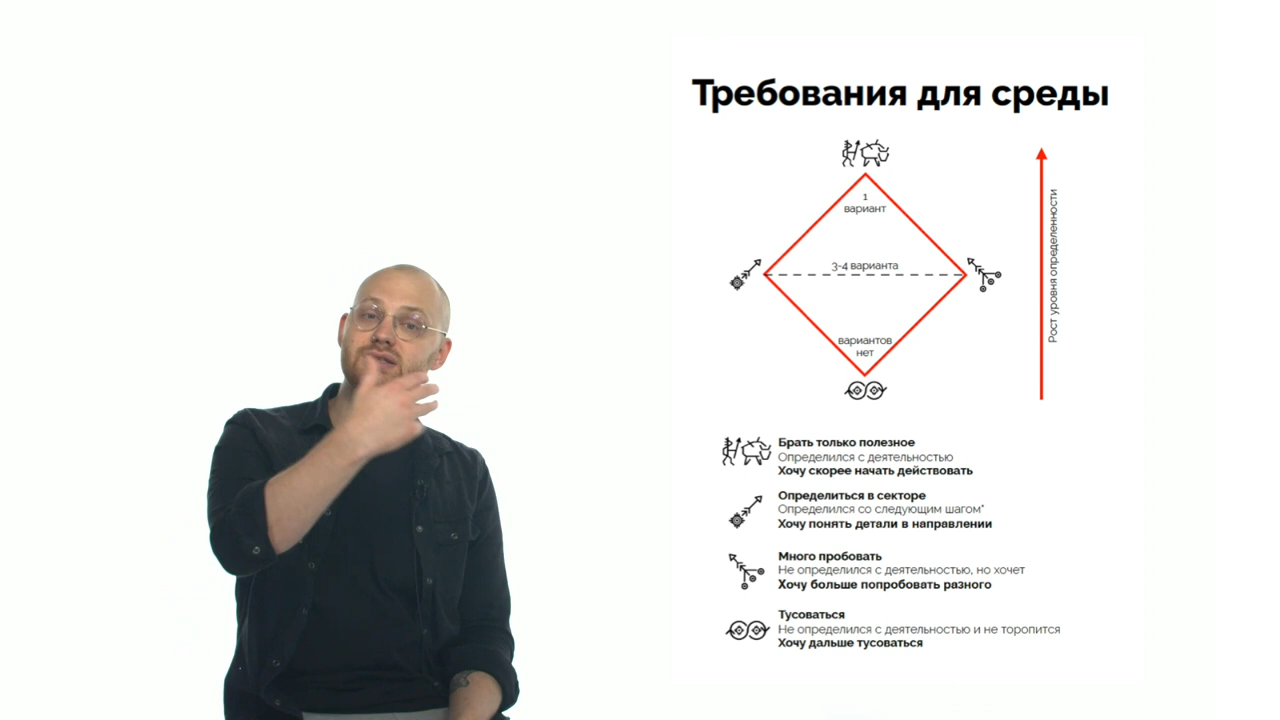 Требования для среды
1
вариант
3-4 варианта
вариантов
нет
Рост уровня определенности
Брать только полезное
Определился с деятельностью
Хочу скорее начать действовать
Определиться в секторе
Определился со следующим шагом*
Хочу понять детали в направлении
Много пробовать
Не определился с деятельностью, но хочет
Хочу больше попробовать разного
Тусоваться
Не определился с деятельностью и не торопится
Хочу дальше тусоваться